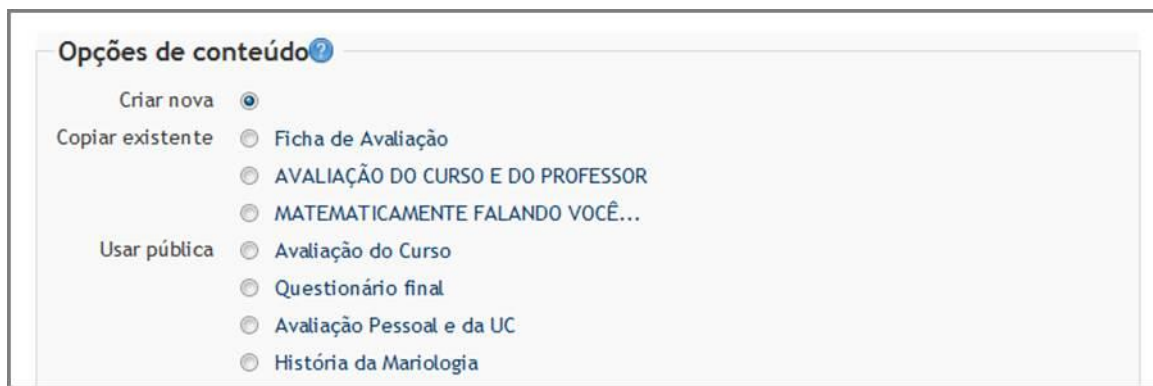 Opções de conteúdo
Criar nova
Copiar existente Ficha de Avaliação
AVALIAÇÃO DO CURSO E DO PROFESSOR
MATEMATICAMENTE FALANDO VOCÊ...
Usar pública Avaliação do Curso
Questionário final
Avaliação Pessoal e da UC
História da Mariologia